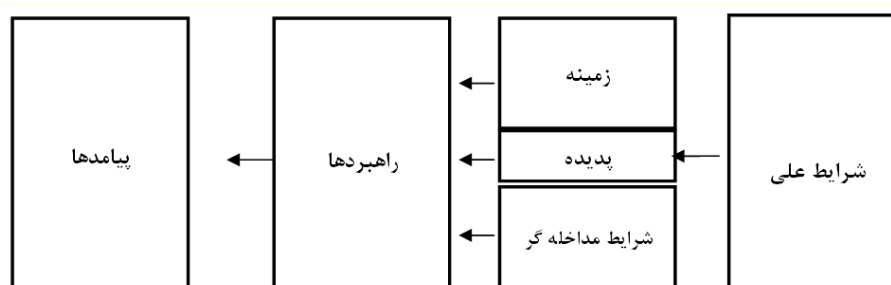 شرایط علی
زمینه
پدیده
شرایط مداخله گر
راهبردها
پیامدها